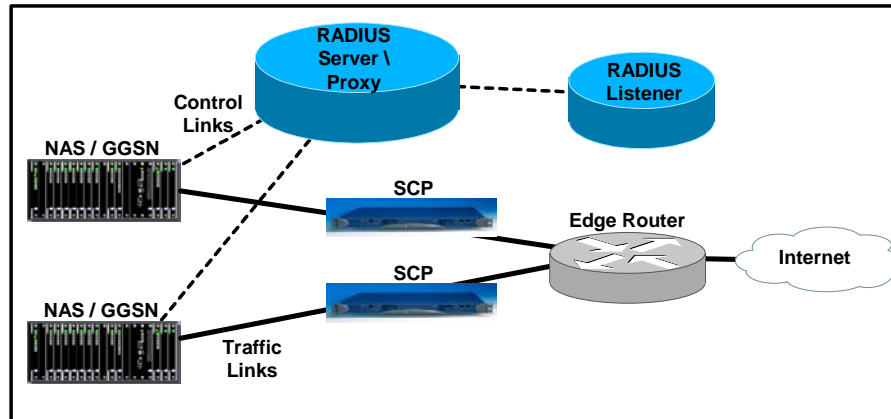 RADIUS
Server \
Proxy
RADIUS
Listener
Control
Links
NAS / GGSN
SCP
Edge Router
Internet
SCP
NAS / GGSN
Traffic
Links